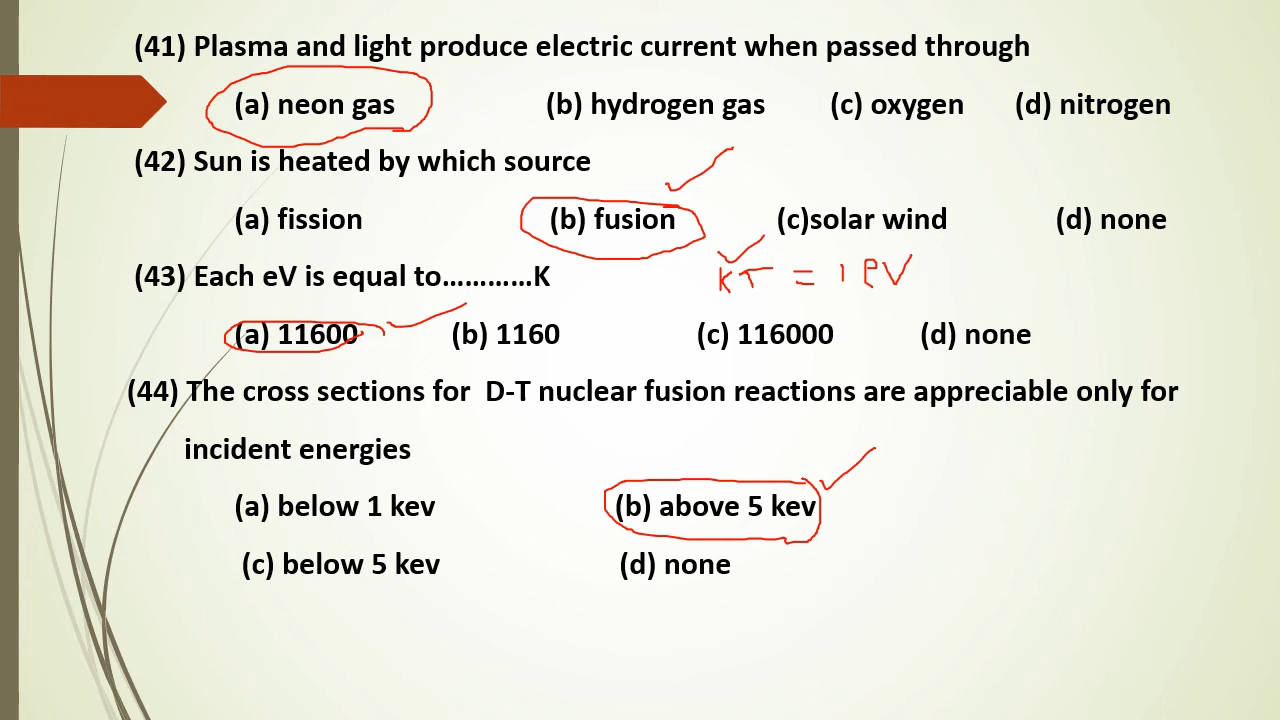 (41) Plasma and light produce electric current when passed through
(a) neon gas (b) hydrogen gas (c) oxygen (d) nitrogen
(42) Sun is heated by which source
(a) fission (b) fusion (c)solar wind (d) none
(43) Each eV is equal to…………K
KT = 1 eV
(a) 11600 (b) 1160 (c) 116000 (d) none
(44) The cross sections for D-T nuclear fusion reactions are appreciable only for
incident energies
(a) below 1 kev (b) above 5 kev
(c) below 5 kev (d) none